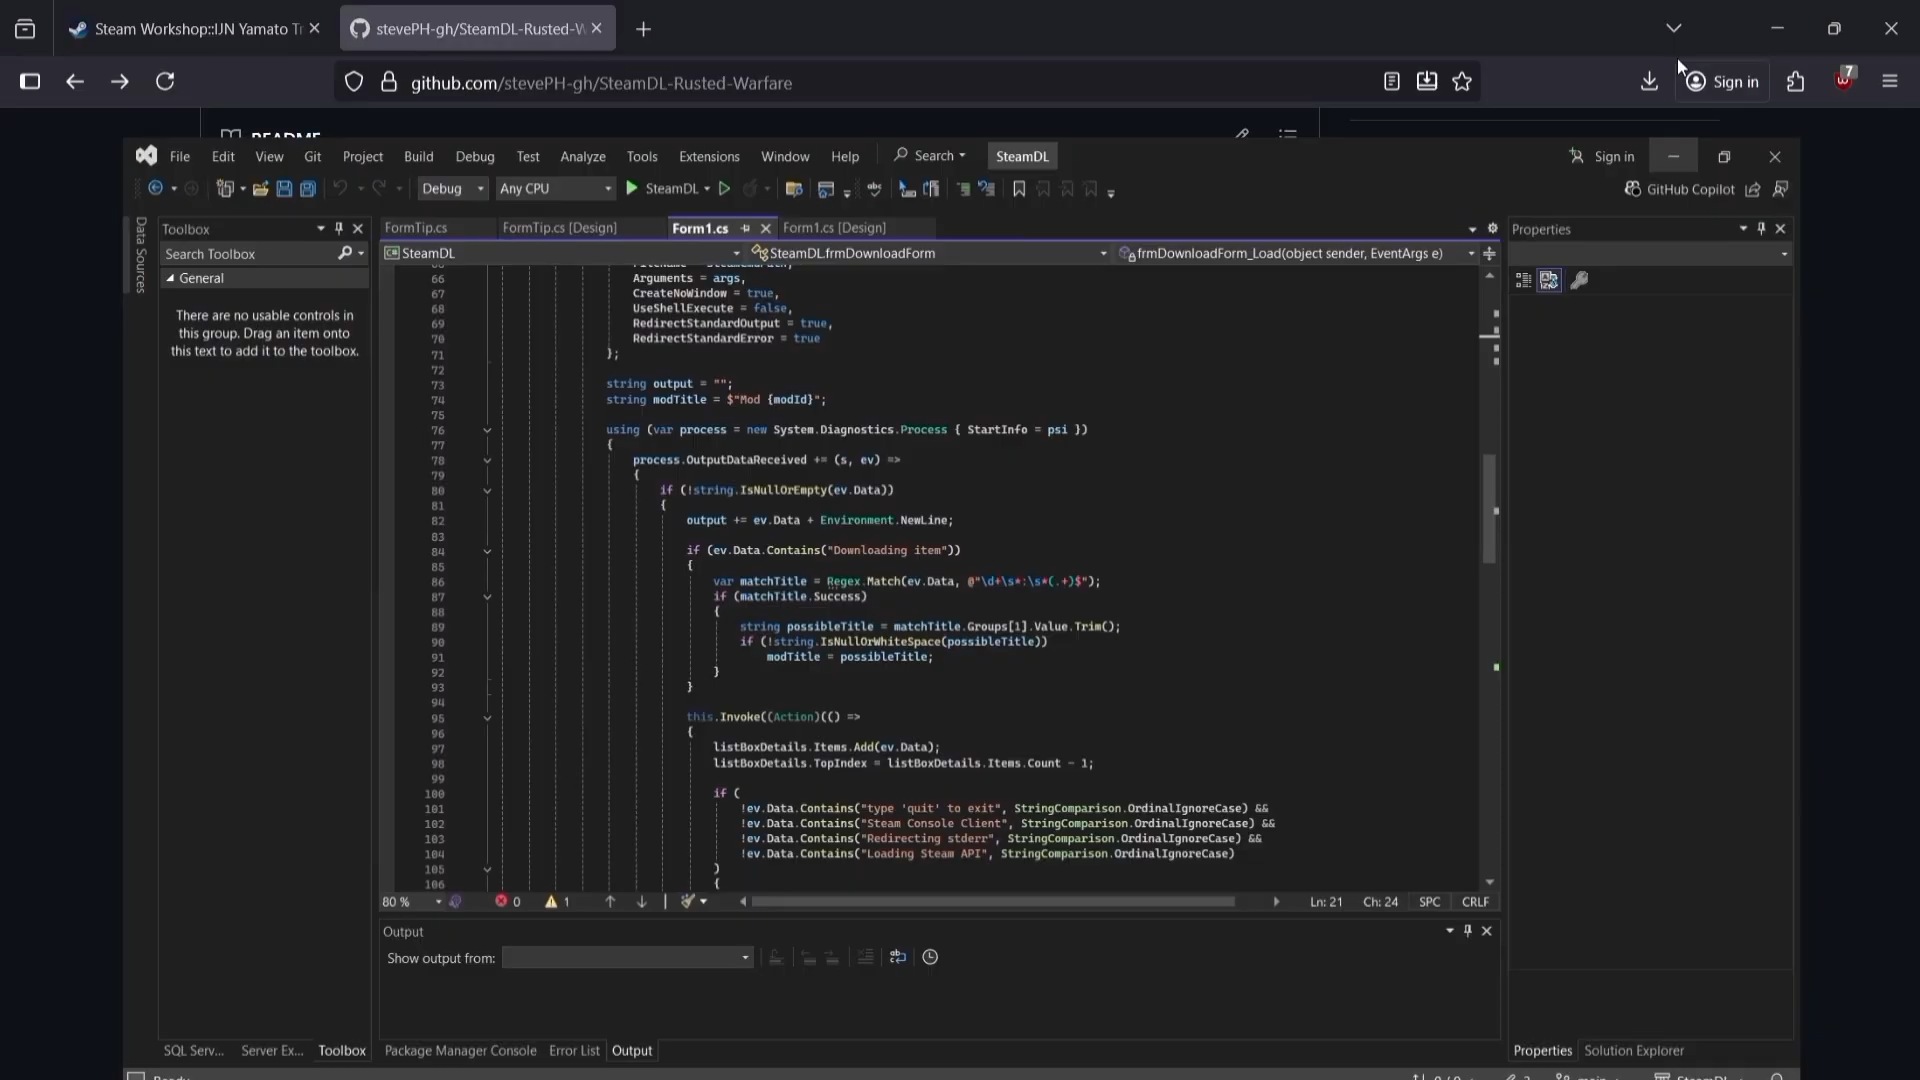 Steam Workshop::IJN Yamato Tr
stevePH-gh/SteamDL-Rusted-W
github.com/stevePH-gh/SteamDL-Rusted-Warfare
Sign in
7
README
File Edit View Git Project Build Debug Test Analyze Tools Extensions Window Help Search SteamDL Sign in
Debug Any CPU SteamDL GitHub Copilot
Data Sources
Toolbox
Search Toolbox
General
There are no usable controls in
this group. Drag an item onto
this text to add it to the toolbox.
FormTip.cs FormTip.cs [Design] Form1.cs Form1.cs [Design]
SteamDL SteamDL.frmDownloadForm frmDownloadForm_Load(object sender, EventArgs e)
66 Arguments = args,
67 CreateNoWindow = true,
68 UseShellExecute = false,
69 RedirectStandardOutput = true,
70 RedirectStandardError = true
71 };
72
73 string output = "";
74 string modTitle = $"Mod {modId}";
75
76 using (var process = new System.Diagnostics.Process { StartInfo = psi })
77 {
78 process.OutputDataReceived += (s, ev) =>
79 {
80 if (!string.IsNullOrEmpty(ev.Data))
81 {
82 output += ev.Data + Environment.NewLine;
83
84 if (ev.Data.Contains("Downloading item"))
85 {
86 var matchTitle = Regex.Match(ev.Data, @"\d+\s*:\s*(.+)$");
87 if (matchTitle.Success)
88 {
89 string possibleTitle = matchTitle.Groups[1].Value.Trim();
90 if (!string.IsNullOrWhiteSpace(possibleTitle))
91 modTitle = possibleTitle;
92 }
93 }
94
95 this.Invoke((Action)(() =>
96 {
97 listBoxDetails.Items.Add(ev.Data);
98 listBoxDetails.TopIndex = listBoxDetails.Items.Count - 1;
99
100 if (
101 !ev.Data.Contains("type 'quit' to exit", StringComparison.OrdinalIgnoreCase) &&
102 !ev.Data.Contains("Steam Console Client", StringComparison.OrdinalIgnoreCase) &&
103 !ev.Data.Contains("Redirecting stderr", StringComparison.OrdinalIgnoreCase) &&
104 !ev.Data.Contains("Loading Steam API", StringComparison.OrdinalIgnoreCase)
105 )
106 {
80 % 0 1 Ln: 21 Ch: 24 SPC CRLF
Output
Show output from:
Properties
SQL Serv... Server Ex... Toolbox
Package Manager Console Error List Output
Properties Solution Explorer